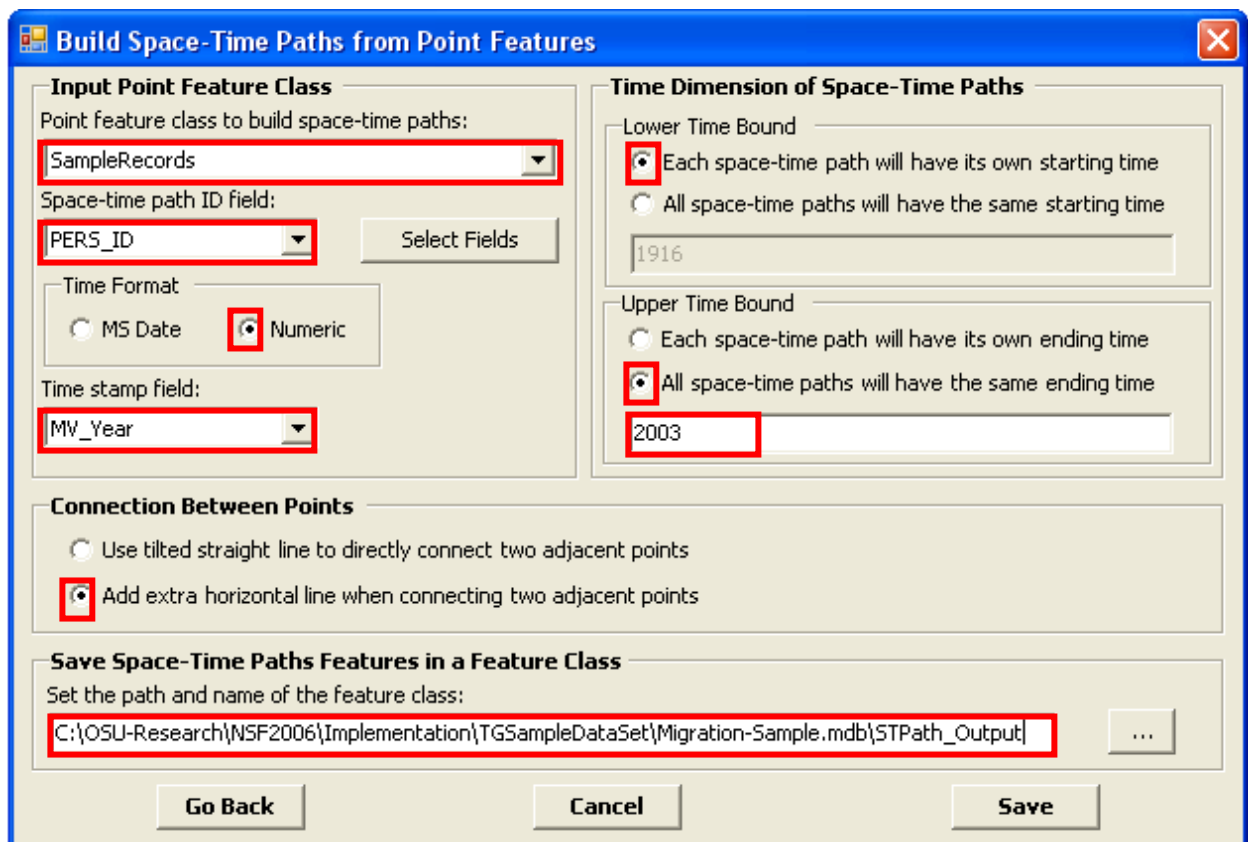 Build Space-Time Paths from Point Features
Input Point Feature Class
Point feature class to build space-time paths:
SampleRecords
Space-time path ID field:
PERS_ID
Select Fields
Time Format
MS Date
Numeric
Time stamp field:
MV_Year
Time Dimension of Space-Time Paths
Lower Time Bound
Each space-time path will have its own starting time
All space-time paths will have the same starting time
1916
Upper Time Bound
Each space-time path will have its own ending time
All space-time paths will have the same ending time
2003
Connection Between Points
Use tilted straight line to directly connect two adjacent points
Add extra horizontal line when connecting two adjacent points
Save Space-Time Paths Features in a Feature Class
Set the path and name of the feature class:
C:\OSU-Research\NSF2006\Implementation\TGSampleDataSet\Migration-Sample.mdb\STPath_Output
...
Go Back
Cancel
Save